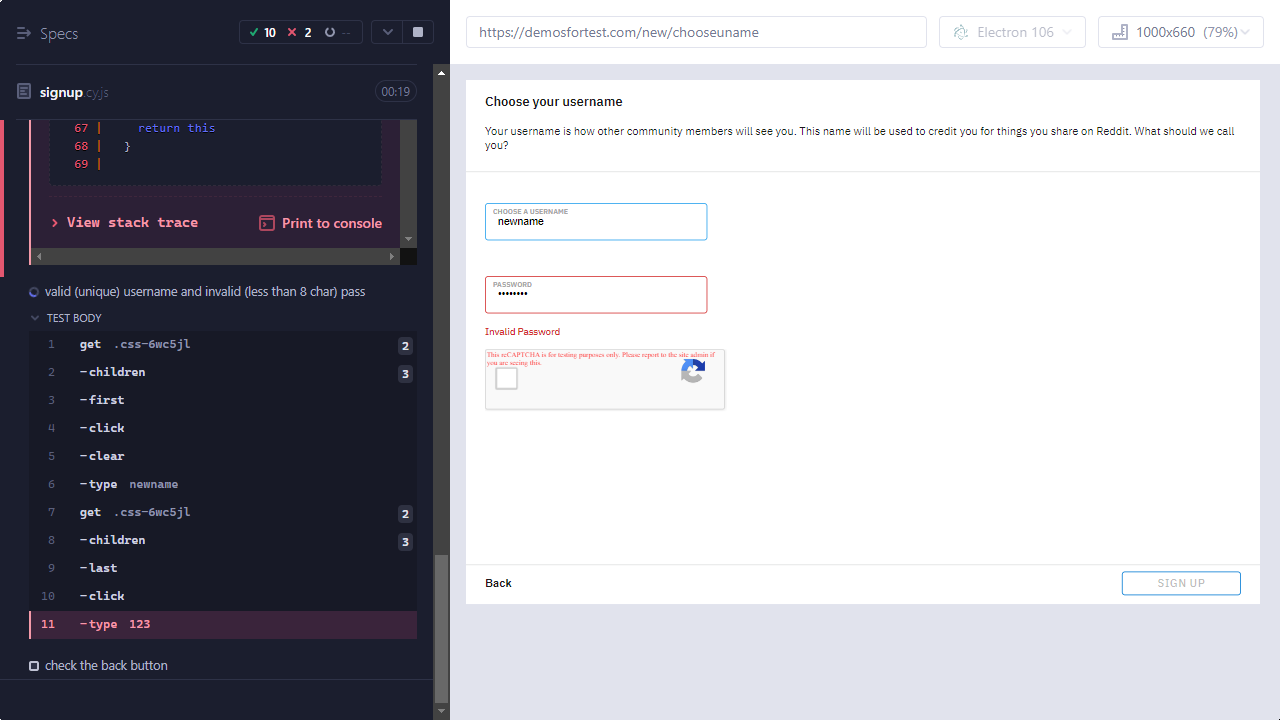 Specs
10 2 --
signup.cy.js 00:19
67 | return this
68 | }
69 |
View stack trace Print to console
valid (unique) username and invalid (less than 8 char) pass
TEST BODY
1 get .css-6wc5jl 2
2 -children 3
3 -first
4 -click
5 -clear
6 -type newname
7 get .css-6wc5jl 2
8 -children 3
9 -last
10 -click
11 -type 123
check the back button
https://demosfortest.com/new/chooseuname
Electron 106
1000x660 (79%)
Choose your username
Your username is how other community members will see you. This name will be used to credit you for things you share on Reddit. What should we call
you?
CHOOSE A USERNAME
newname
PASSWORD
••••••••
Invalid Password
This reCAPTCHA is for testing purposes only. Please report to the site admin if
you are seeing this.
Back
SIGN UP